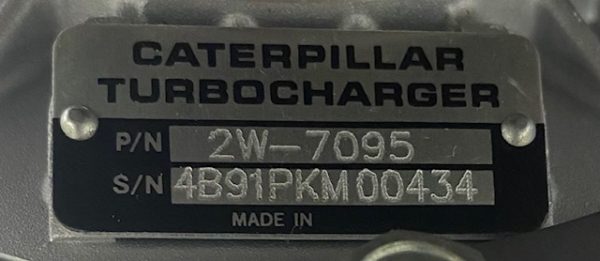 CATERPILLAR
TURBOCHARGER
P/N 2W-7095
S/N 4B91PKM00434
MADE IN